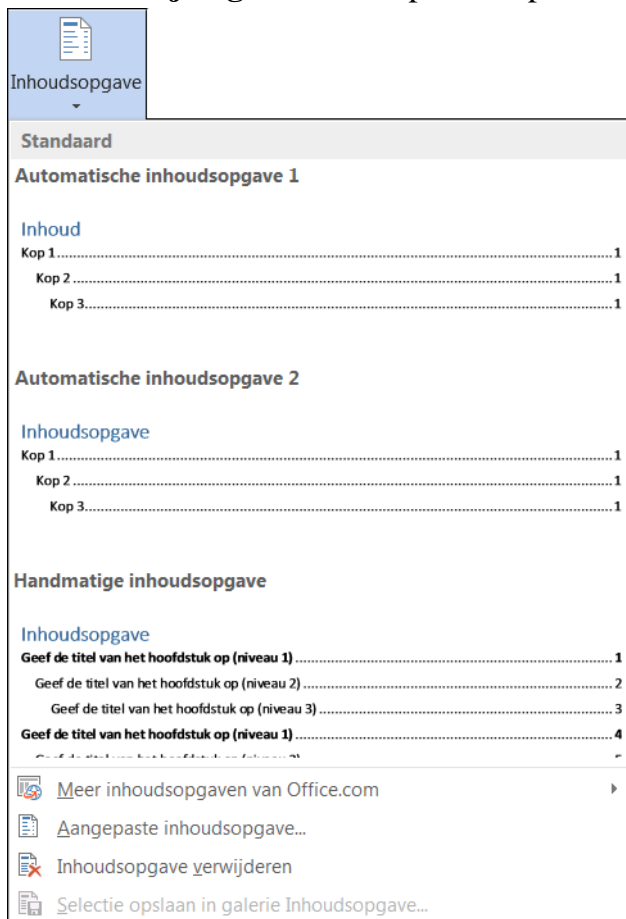 Inhoudsopgave
Standaard
Automatische inhoudsopgave 1
Inhoud
Kop 1........................................................................................................................1
Kop 2........................................................................................................................1
Kop 3........................................................................................................................1
Automatische inhoudsopgave 2
Inhoudsopgave
Kop 1........................................................................................................................1
Kop 2........................................................................................................................1
Kop 3........................................................................................................................1
Handmatige inhoudsopgave
Inhoudsopgave
Geef de titel van het hoofdstuk op (niveau 1) ................................................................1
Geef de titel van het hoofdstuk op (niveau 2) ................................................................2
Geef de titel van het hoofdstuk op (niveau 3) ................................................................3
Geef de titel van het hoofdstuk op (niveau 1) ................................................................4
Meer inhoudsopgaven van Office.com
Aangepaste inhoudsopgave...
Inhoudsopgave verwijderen
Selectie opslaan in galerie Inhoudsopgave...